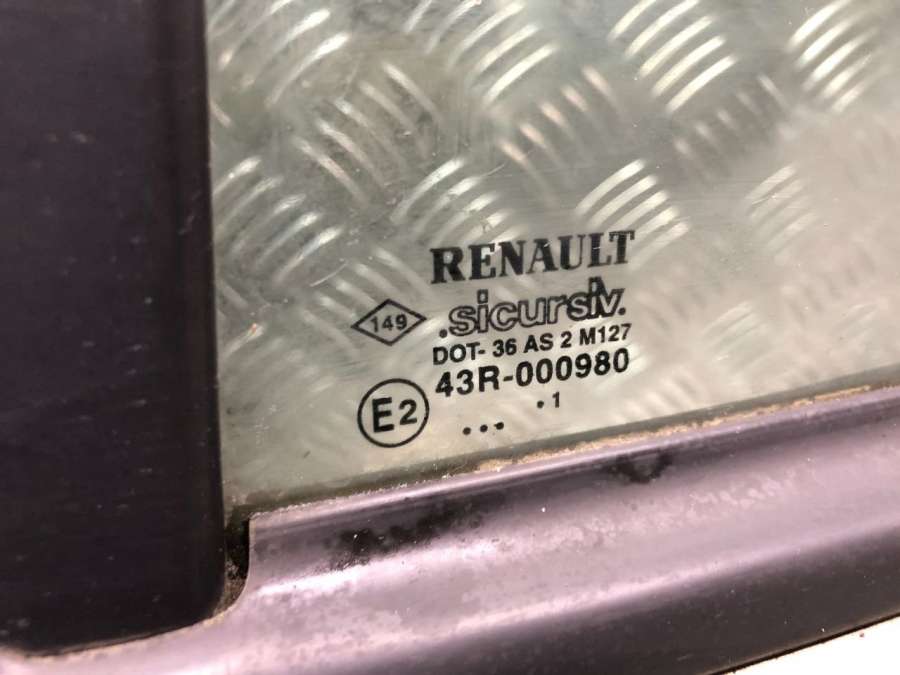 RENAULT
149 .sicursiv.
DOT- 36 AS 2 M127
E2 43R-000980
... .1